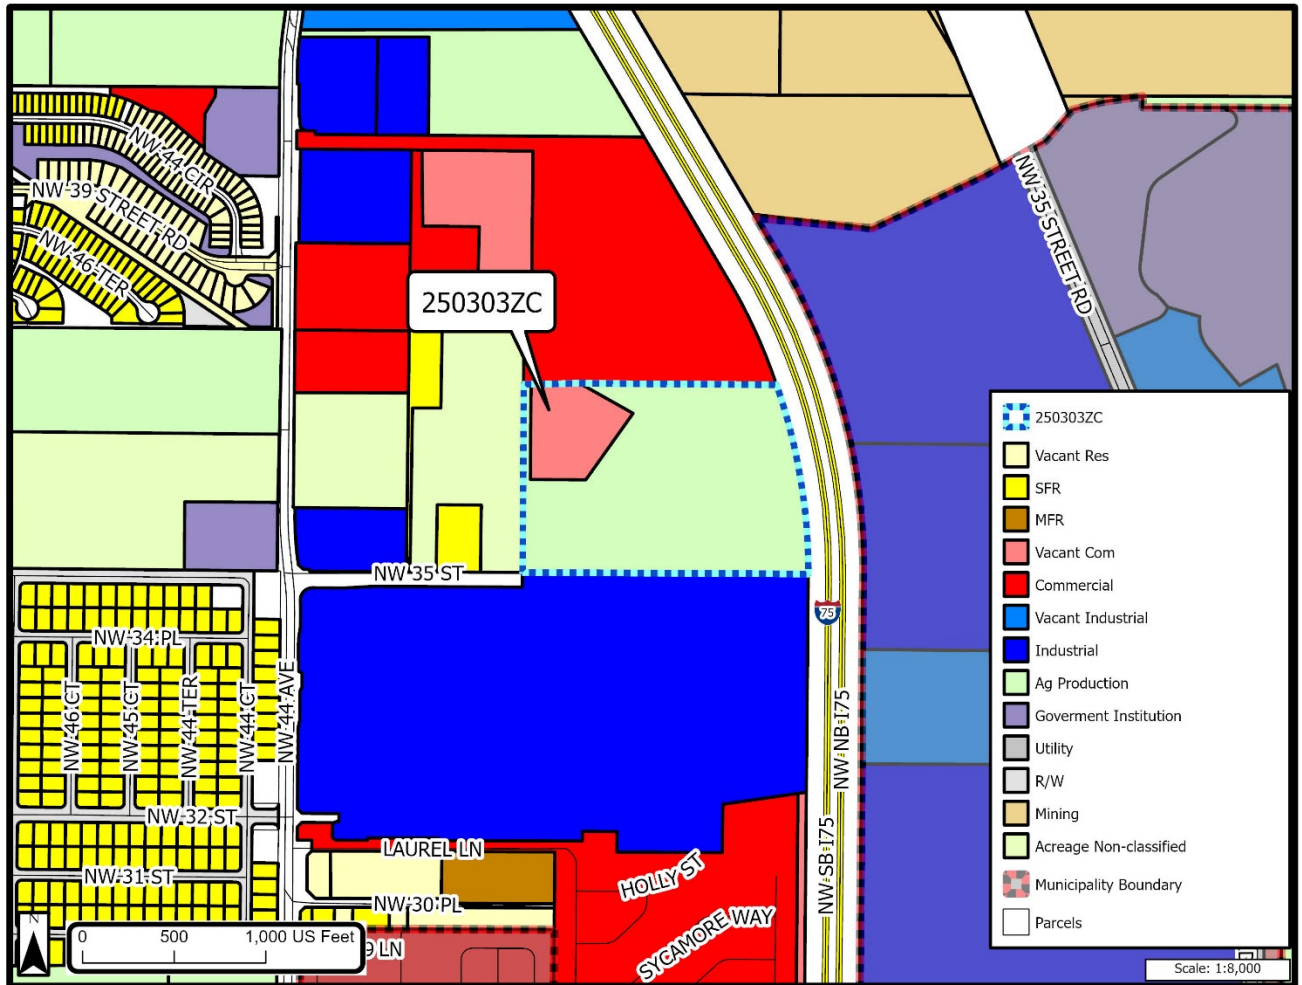 NW 44 CIR
NW 39 STREET RD
NW 46 TER
NW 35 STREET RD
250303ZC
250303ZC
Vacant Res
SFR
MFR
Vacant Com
Commercial
Vacant Industrial
Industrial
Ag Production
Goverment Institution
Utility
R/W
Mining
Acreage Non-classified
Municipality Boundary
Parcels
NW 35 ST
75
NW 34 PL
NW 46 CT
NW 45 CT
NW 44 TER
NW 44 CT
NW 44 AVE
NW NB I75
NW SB I75
NW 32 ST
LAUREL LN
HOLLY ST
NW 31 ST
NW 30 PL
SYCAMORE WAY
9 LN
N
0 500 1,000 US Feet
Scale: 1:8,000